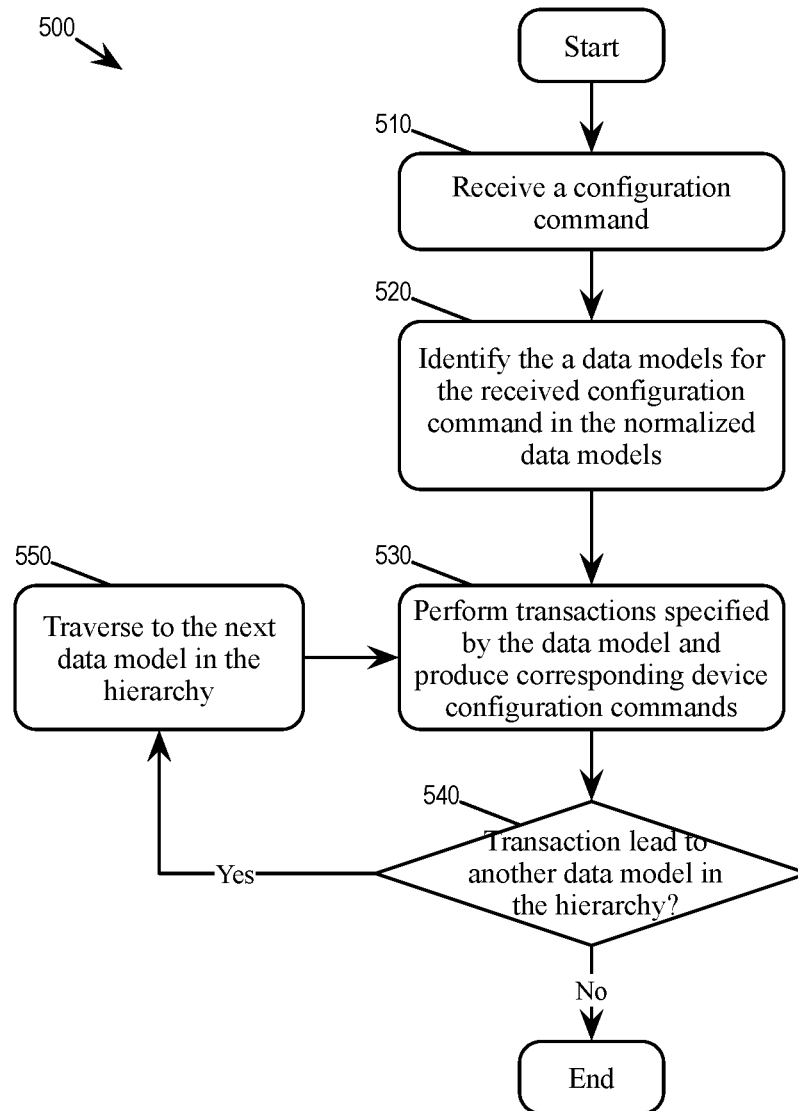 500
Start
510
Receive a configuration
command
520
Identify the a data models for
the received configuration
command in the normalized
data models
550
Traverse to the next
data model in the
hierarchy
530
Perform transactions specified
by the data model and
produce corresponding device
configuration commands
540
Transaction lead to
another data model in
the hierarchy?
Yes
No
End